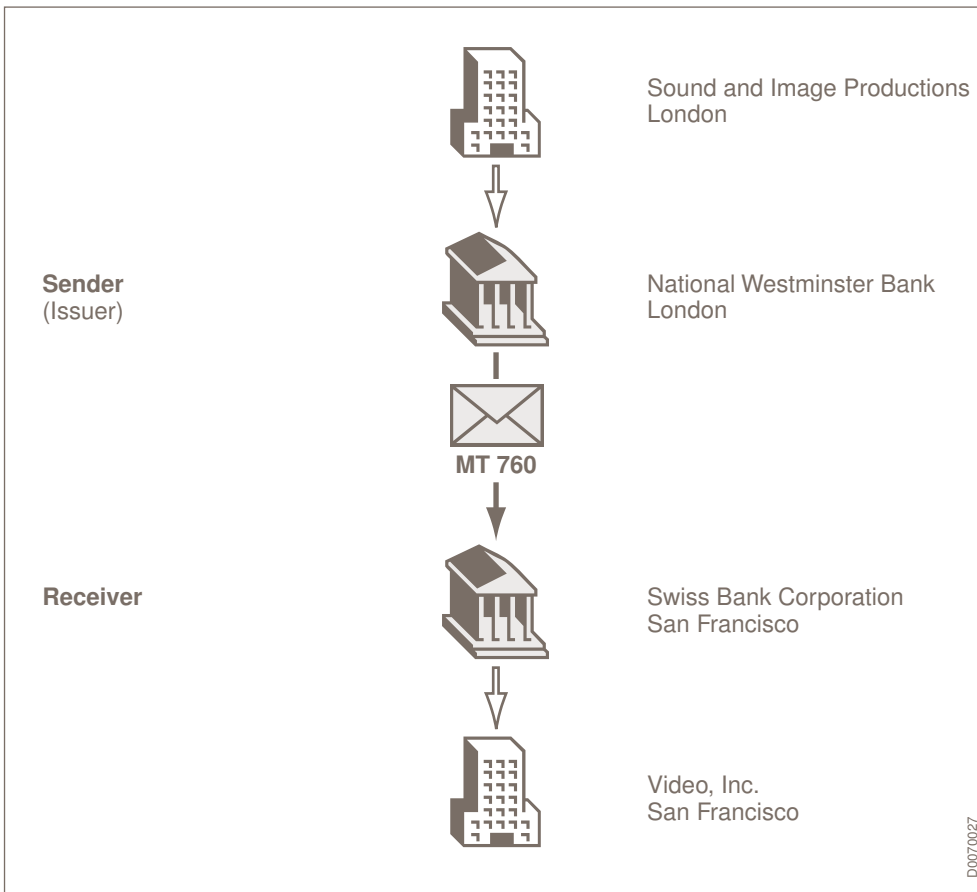 Sound and Image Productions
London
Sender
(Issuer)
National Westminster Bank
London
MT 760
Receiver
Swiss Bank Corporation
San Francisco
Video, Inc.
San Francisco
D0070027